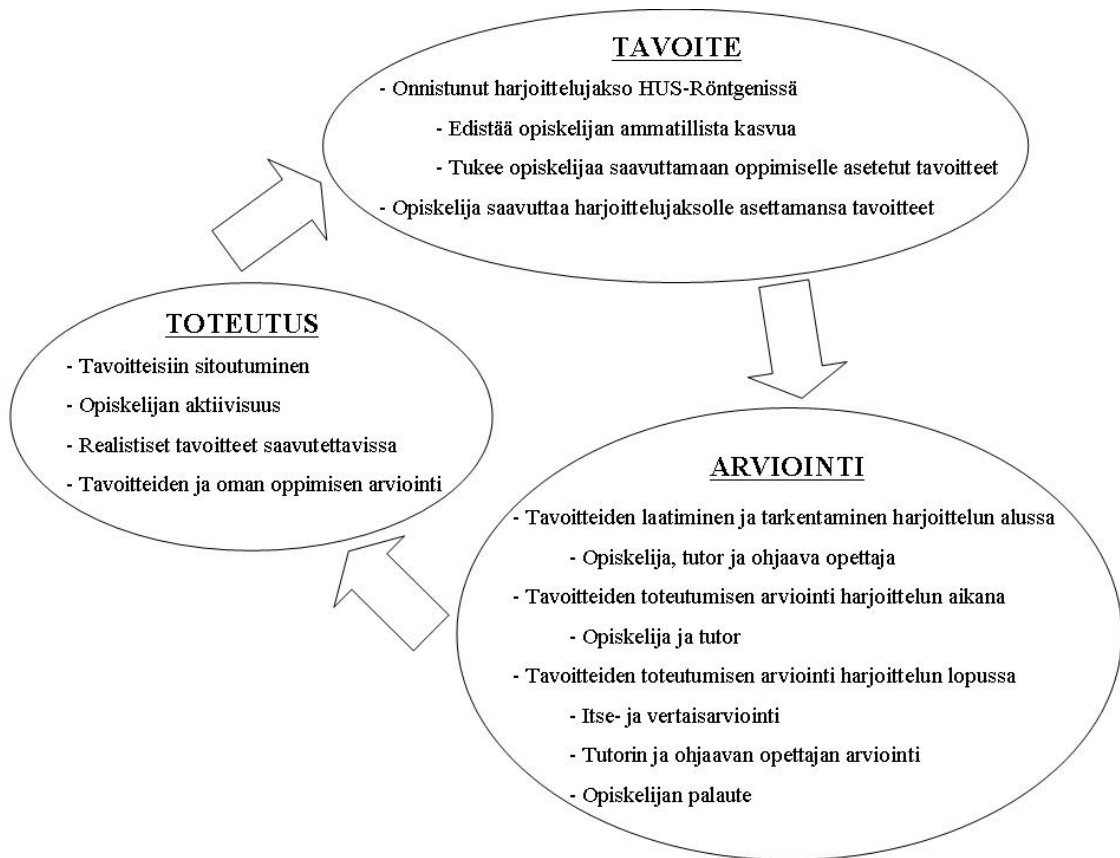 TAVOITE
- Onnistunut harjoittelujakso HUS-Röntgenissä
- Edistää opiskelijan ammatillista kasvua
- Tukee opiskelijaa saavuttamaan oppimiselle asetetut tavoitteet
- Opiskelija saavuttaa harjoittelujaksolle asettamansa tavoitteet
TOTEUTUS
- Tavoitteisiin sitoutuminen
- Opiskelijan aktiivisuus
- Realistiset tavoitteet saavutettavissa
- Tavoitteiden ja oman oppimisen arviointi
ARVIOINTI
- Tavoitteiden laatiminen ja tarkentaminen harjoittelun alussa
- Opiskelija, tutor ja ohjaava opettaja
- Tavoitteiden toteutumisen arviointi harjoittelun aikana
- Opiskelija ja tutor
- Tavoitteiden toteutumisen arviointi harjoittelun lopussa
- Itse- ja vertaisarviointi
- Tutorin ja ohjaavan opettajan arviointi
- Opiskelijan palaute